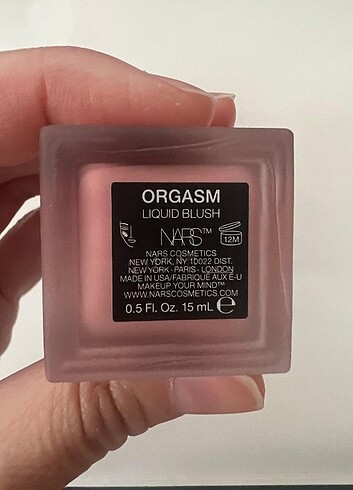 ORGASM
LIQUID BLUSH
NARS™
12M
NARS COSMETICS
NEW YORK, NY 10022 DIST.
NEW YORK - PARIS - LONDON
MADE IN USA/FABRIQUÉ AUX E-U
MAKEUP YOUR MIND™
WWW.NARSCOSMETICS.COM
0.5 Fl. Oz. 15 mL ℮